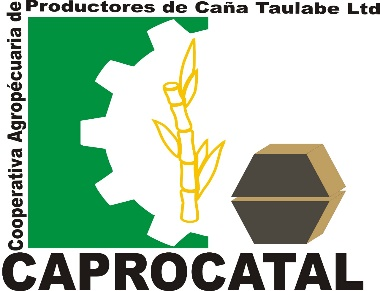 Cooperativa Agropécuaria de
Productores de Caña Taulabe Ltd
CAPROCATAL